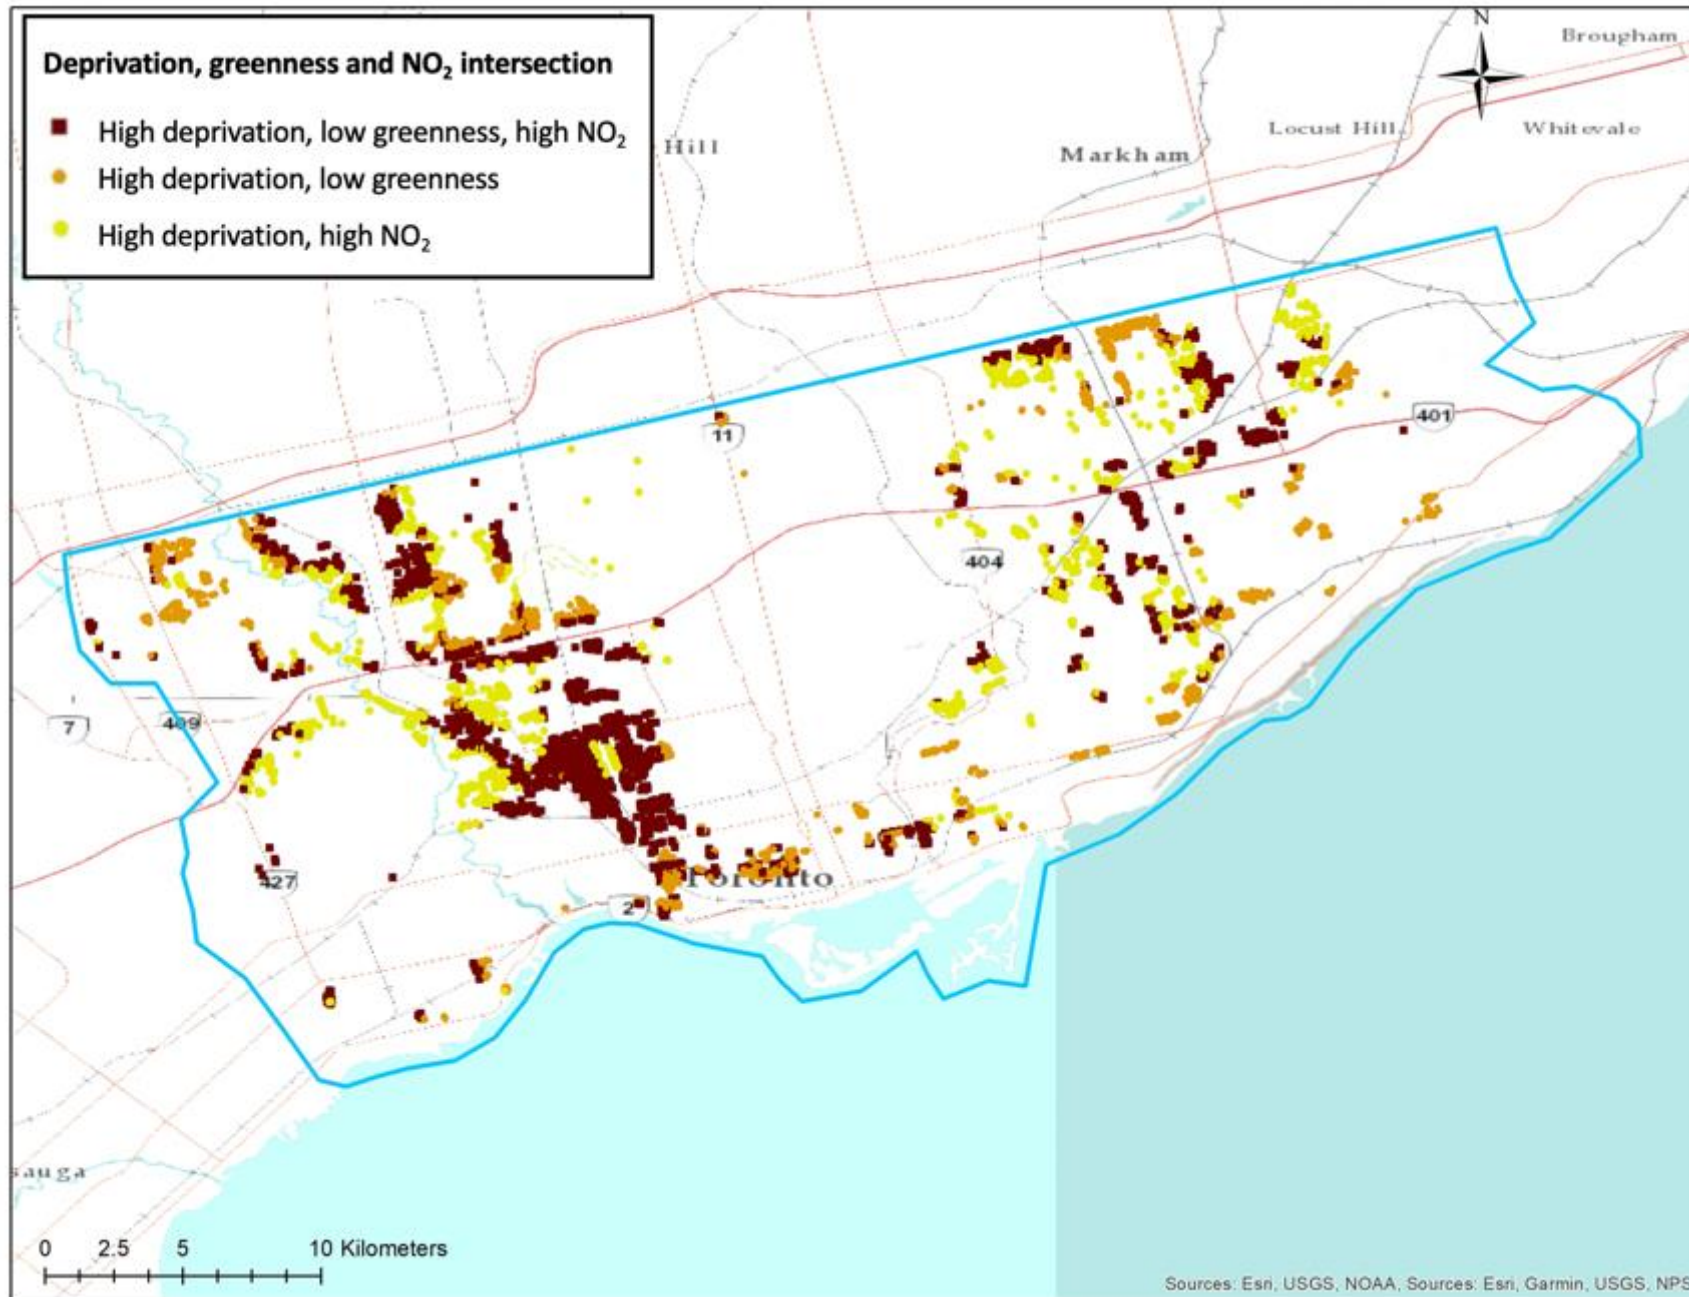 Deprivation, greenness and NO₂ intersection
High deprivation, low greenness, high NO₂
High deprivation, low greenness
High deprivation, high NO₂
N
Brougham
Hill
Markham
Locust Hill
Whitevale
11
401
404
7
409
427
Toronto
2
sauga
0 2.5 5 10 Kilometers
Sources: Esri, USGS, NOAA, Sources: Esri, Garmin, USGS, NPS